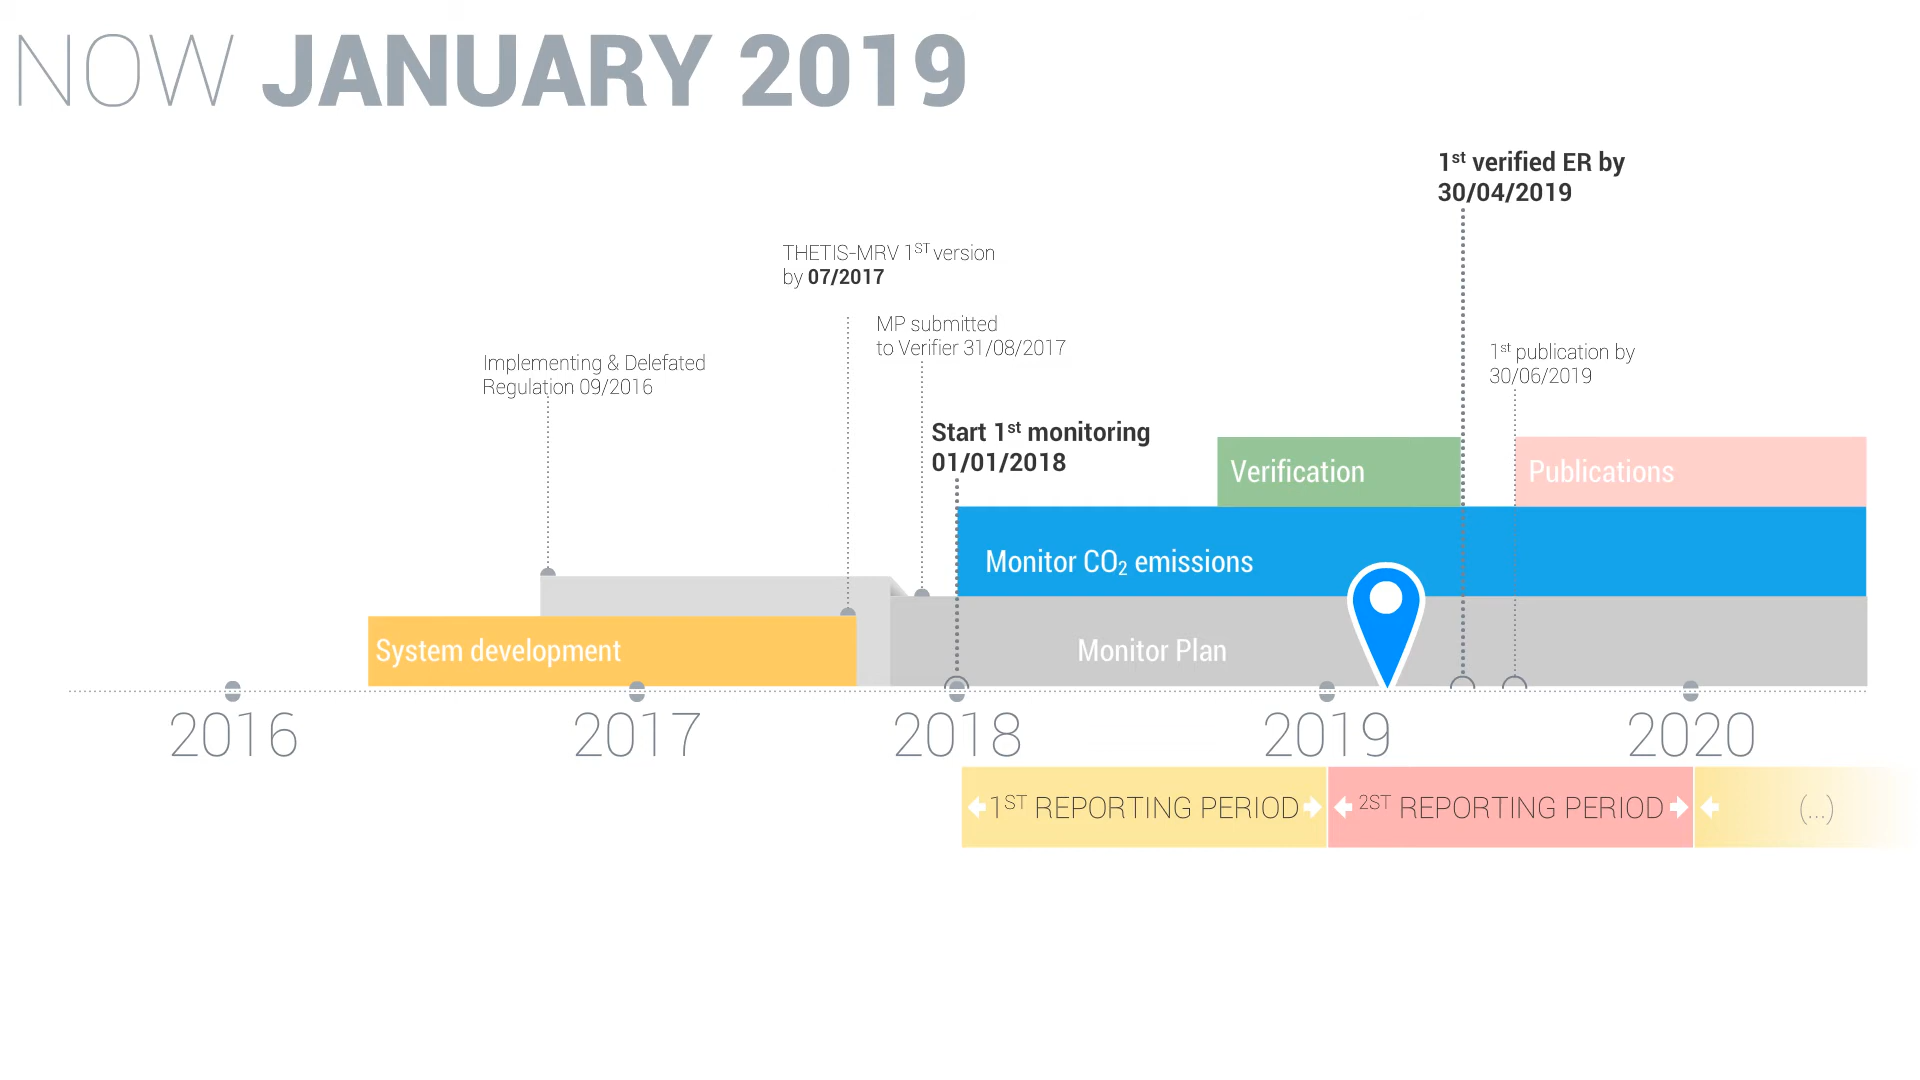 NOW JANUARY 2019
1st verified ER by
30/04/2019
THETIS-MRV 1ST version
by 07/2017
MP submitted
to Verifier 31/08/2017
Implementing & Delefated
Regulation 09/2016
1st publication by
30/06/2019
Start 1st monitoring
01/01/2018
Verification
Publications
Monitor CO2 emissions
System development
Monitor Plan
2016
2017
2018
2019
2020
1ST REPORTING PERIOD
2ST REPORTING PERIOD
(...)